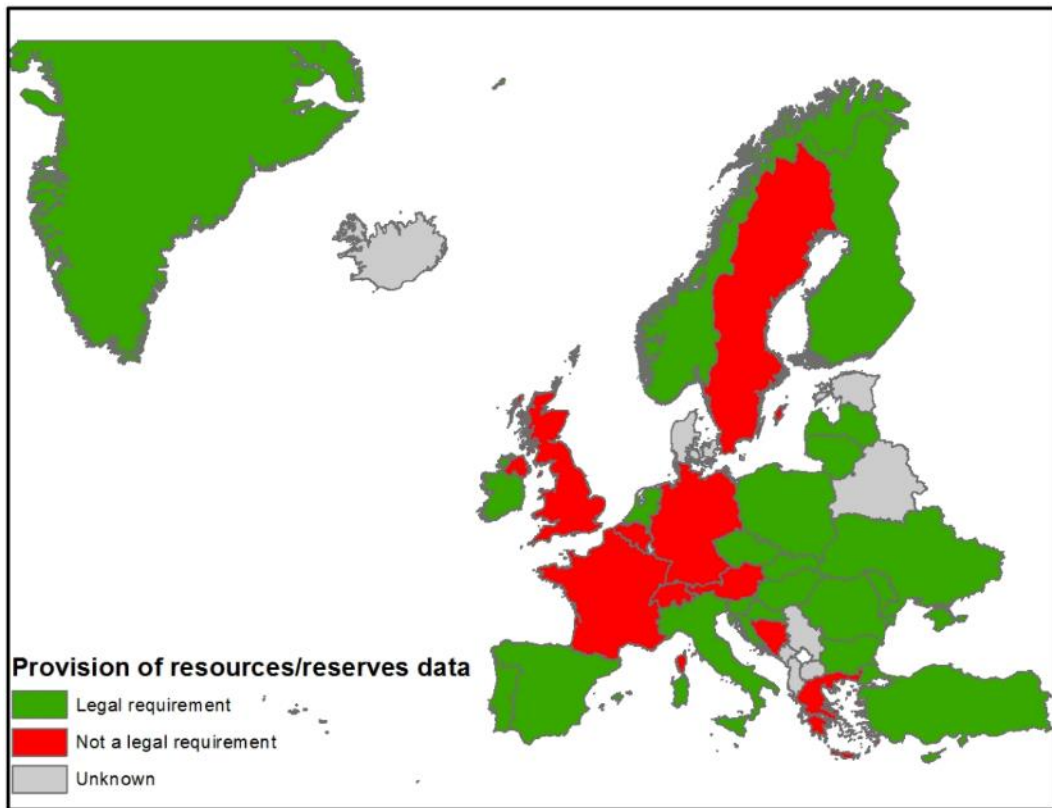 Provision of resources/reserves data
Legal requirement
Not a legal requirement
Unknown